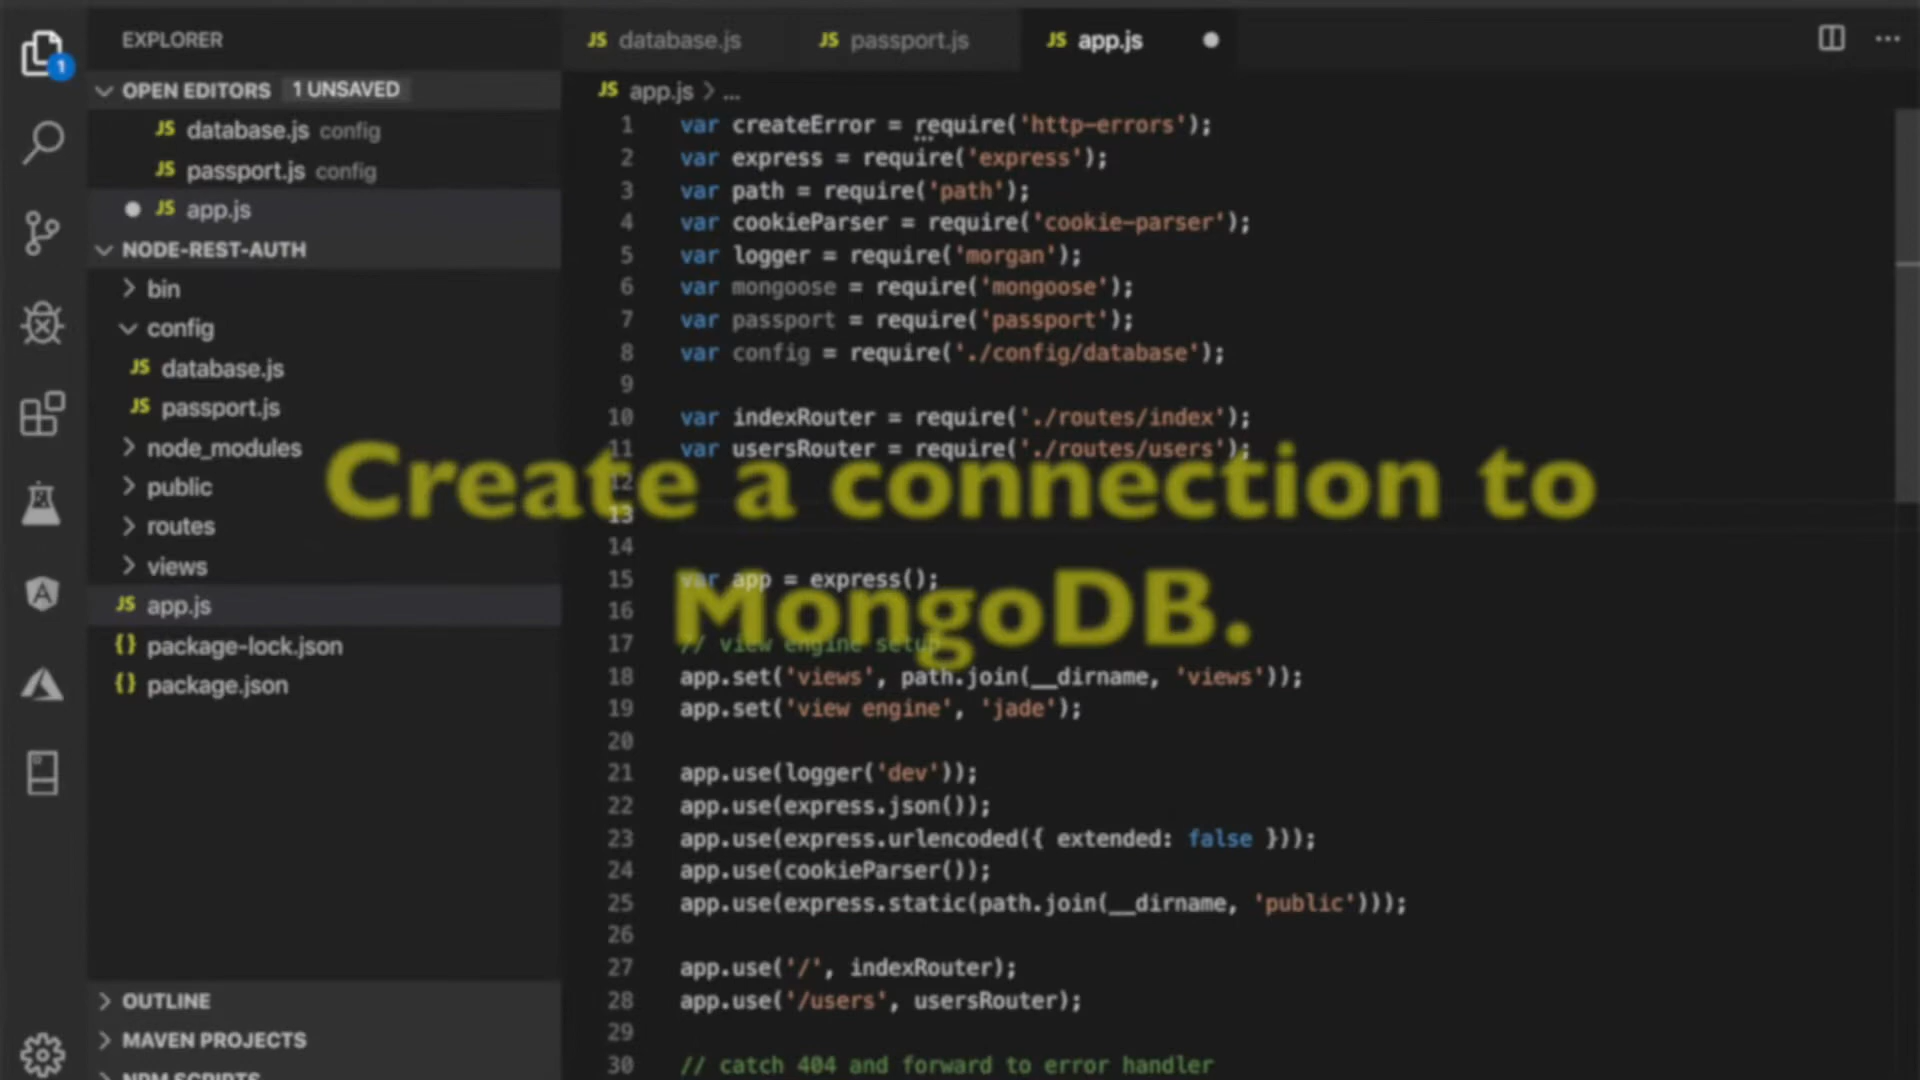 EXPLORER
OPEN EDITORS 1 UNSAVED
JS database.js config
JS passport.js config
JS app.js
NODE-REST-AUTH
bin
config
JS database.js
JS passport.js
node_modules
public
routes
views
JS app.js
{} package-lock.json
{} package.json
OUTLINE
MAVEN PROJECTS
NPM SCRIPTS
1
JS database.js JS passport.js JS app.js
JS app.js > ...
1 var createError = require('http-errors');
2 var express = require('express');
3 var path = require('path');
4 var cookieParser = require('cookie-parser');
5 var logger = require('morgan');
6 var mongoose = require('mongoose');
7 var passport = require('passport');
8 var config = require('./config/database');
9
10 var indexRouter = require('./routes/index');
11 var usersRouter = require('./routes/users');
12
13
14
15 var app = express();
16
17 // view engine setup
18 app.set('views', path.join(__dirname, 'views'));
19 app.set('view engine', 'jade');
20
21 app.use(logger('dev'));
22 app.use(express.json());
23 app.use(express.urlencoded({ extended: false }));
24 app.use(cookieParser());
25 app.use(express.static(path.join(__dirname, 'public')));
26
27 app.use('/', indexRouter);
28 app.use('/users', usersRouter);
29
30 // catch 404 and forward to error handler
Create a connection to
MongoDB.